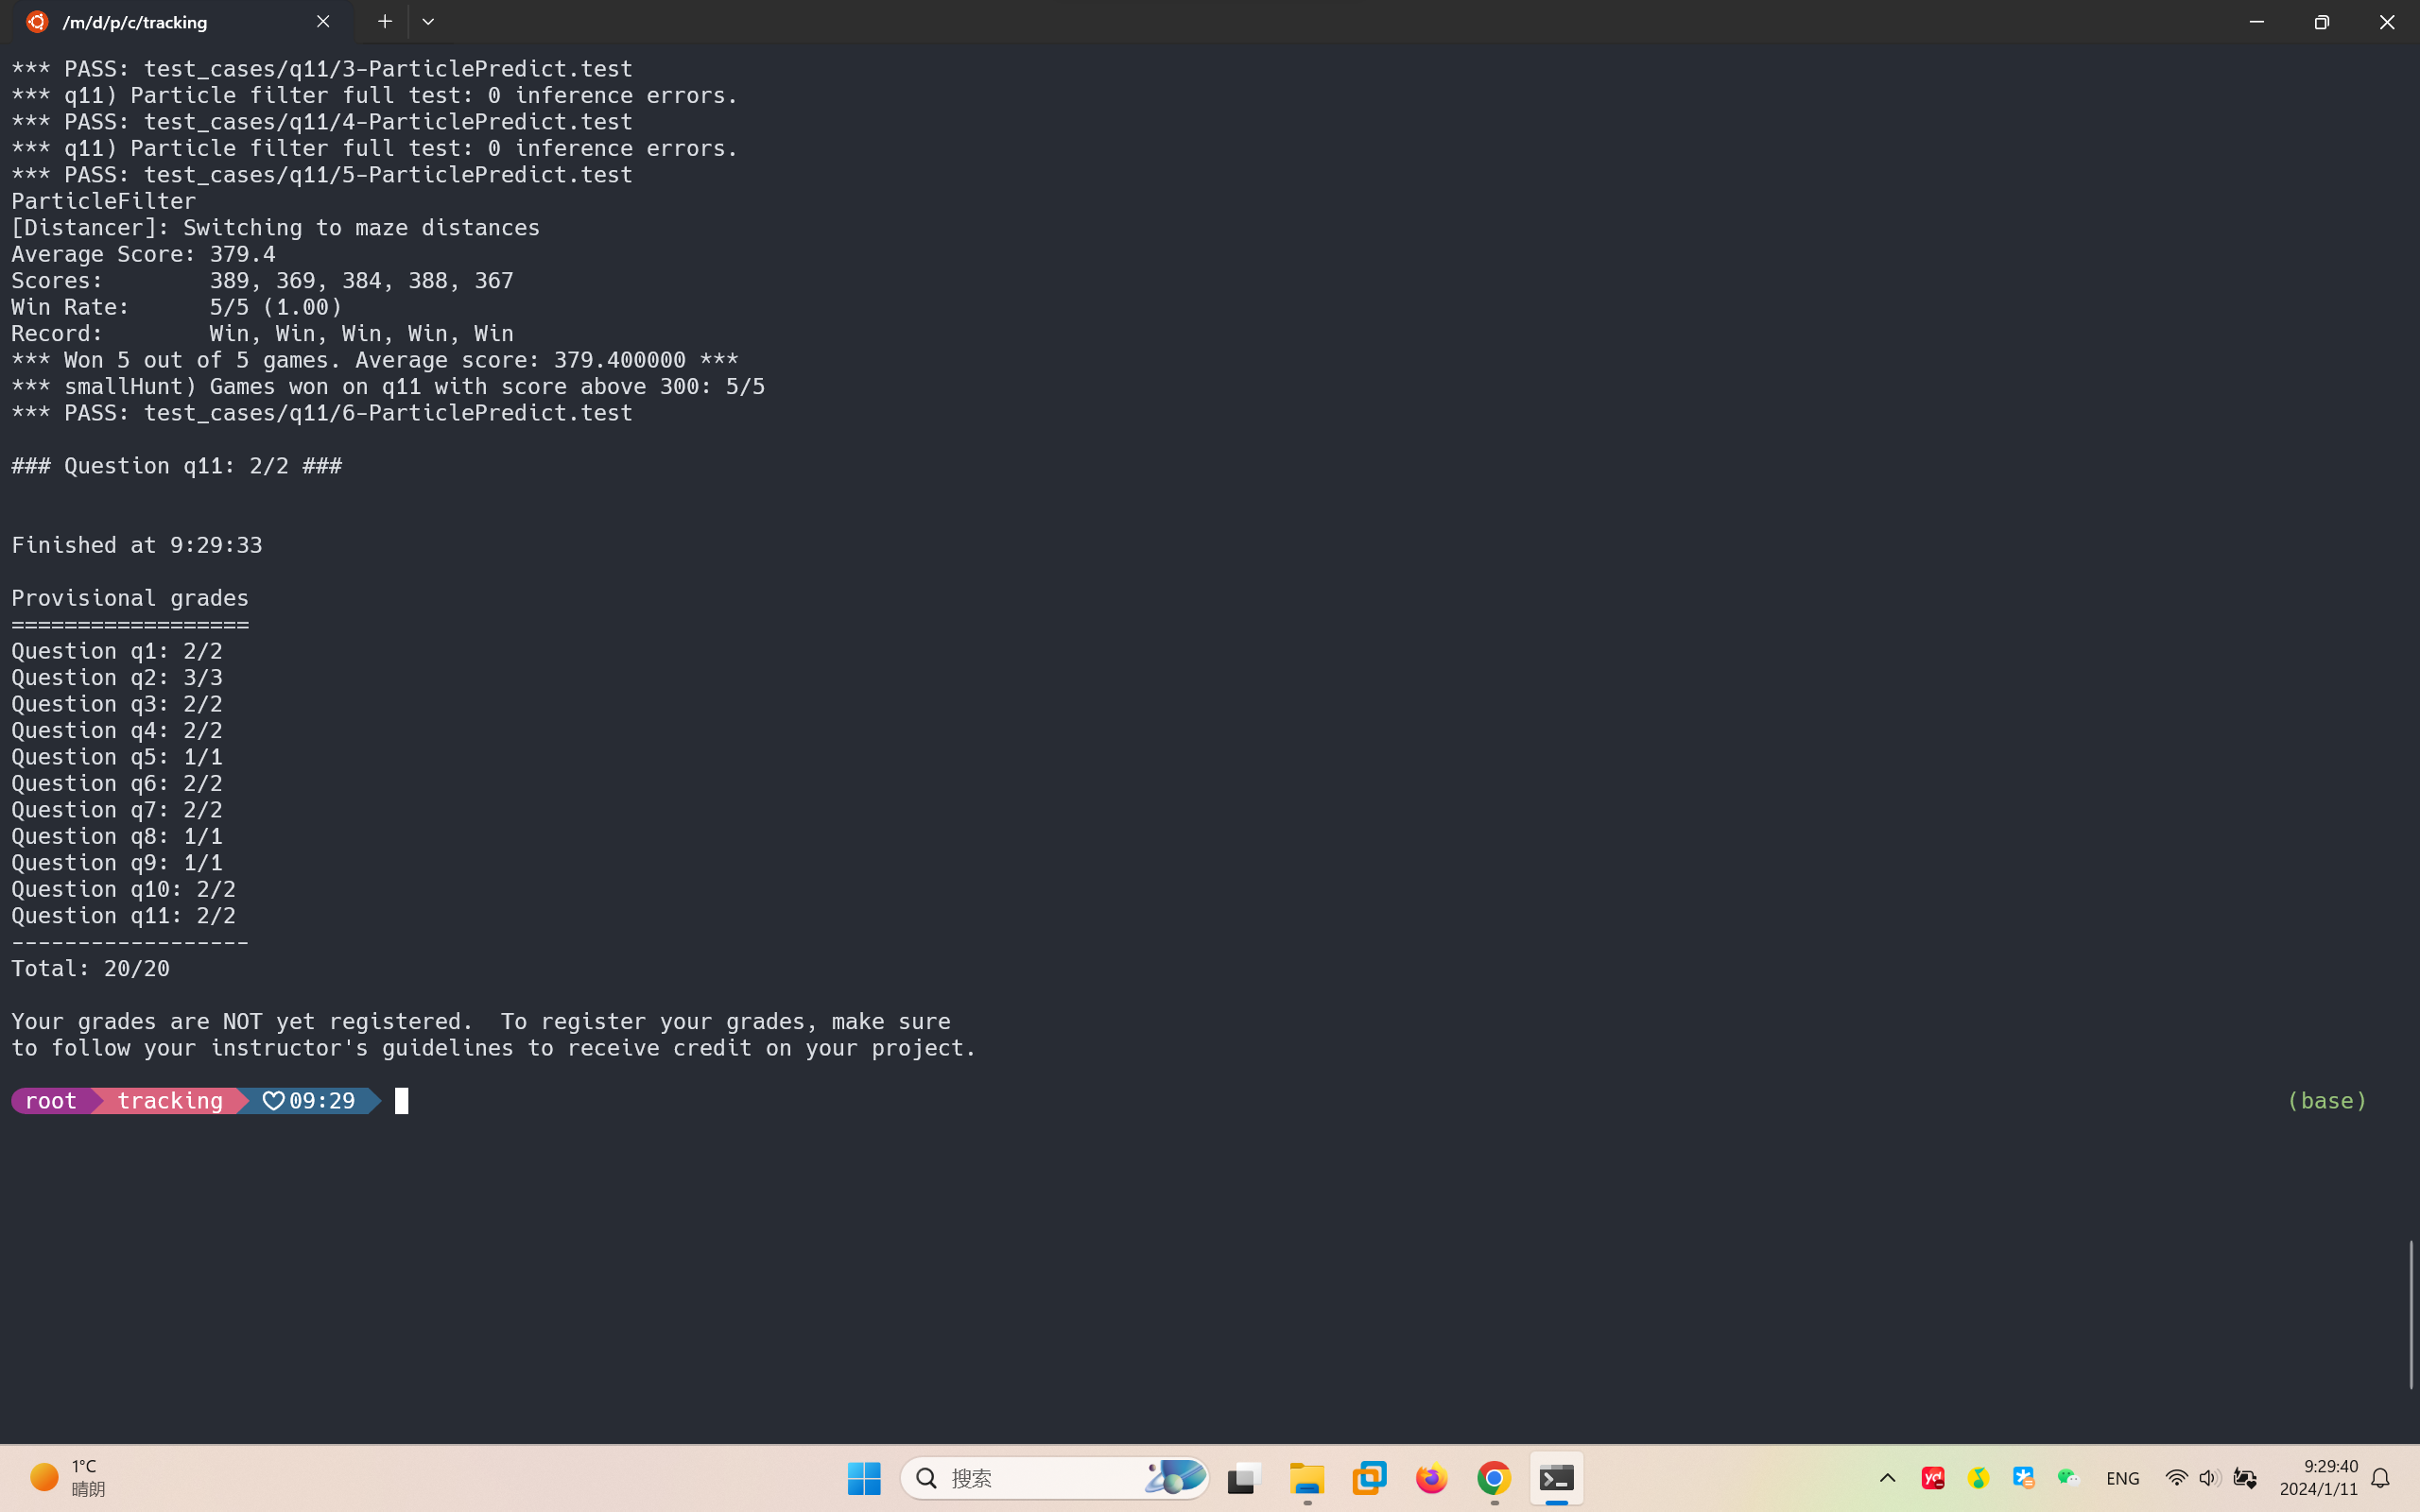 /m/d/p/c/tracking
*** PASS: test_cases/q11/3-ParticlePredict.test
*** q11) Particle filter full test: 0 inference errors.
*** PASS: test_cases/q11/4-ParticlePredict.test
*** q11) Particle filter full test: 0 inference errors.
*** PASS: test_cases/q11/5-ParticlePredict.test
ParticleFilter
[Distancer]: Switching to maze distances
Average Score: 379.4
Scores:        389, 369, 384, 388, 367
Win Rate:      5/5 (1.00)
Record:        Win, Win, Win, Win, Win
*** Won 5 out of 5 games. Average score: 379.400000 ***
*** smallHunt) Games won on q11 with score above 300: 5/5
*** PASS: test_cases/q11/6-ParticlePredict.test
### Question q11: 2/2 ###
Finished at 9:29:33
Provisional grades
==================
Question q1: 2/2
Question q2: 3/3
Question q3: 2/2
Question q4: 2/2
Question q5: 1/1
Question q6: 2/2
Question q7: 2/2
Question q8: 1/1
Question q9: 1/1
Question q10: 2/2
Question q11: 2/2
------------------
Total: 20/20
Your grades are NOT yet registered.  To register your grades, make sure
to follow your instructor's guidelines to receive credit on your project.
root tracking ♡09:29 (base)
1°C
晴朗
搜索
yd
ENG
9:29:40
2024/1/11